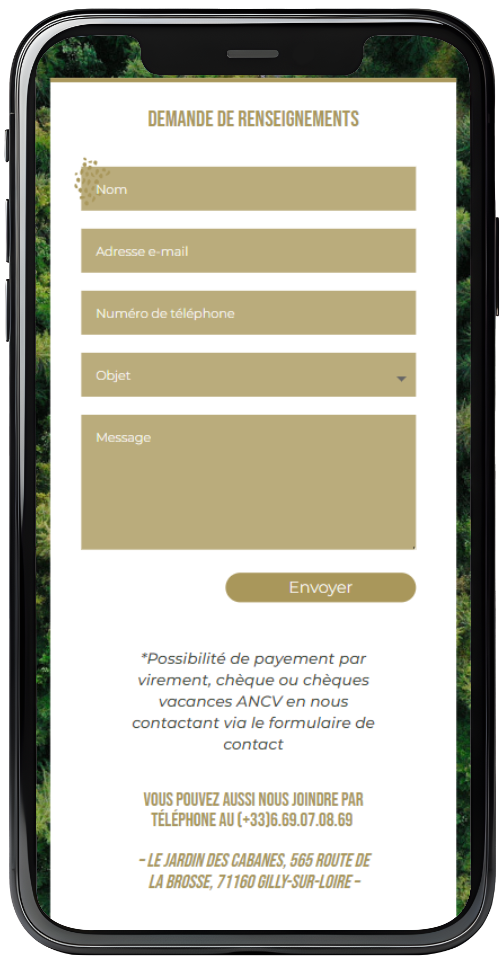 DEMANDE DE RENSEIGNEMENTS
Nom
Adresse e-mail
Numéro de téléphone
Objet
Message
Envoyer
*Possibilité de payement par
virement, chèque ou chèques
vacances ANCV en nous
contactant via le formulaire de
contact
VOUS POUVEZ AUSSI NOUS JOINDRE PAR
TÉLÉPHONE AU (+33)6.69.07.08.69
– LE JARDIN DES CABANES, 565 ROUTE DE
LA BROSSE, 71160 GILLY-SUR-LOIRE –